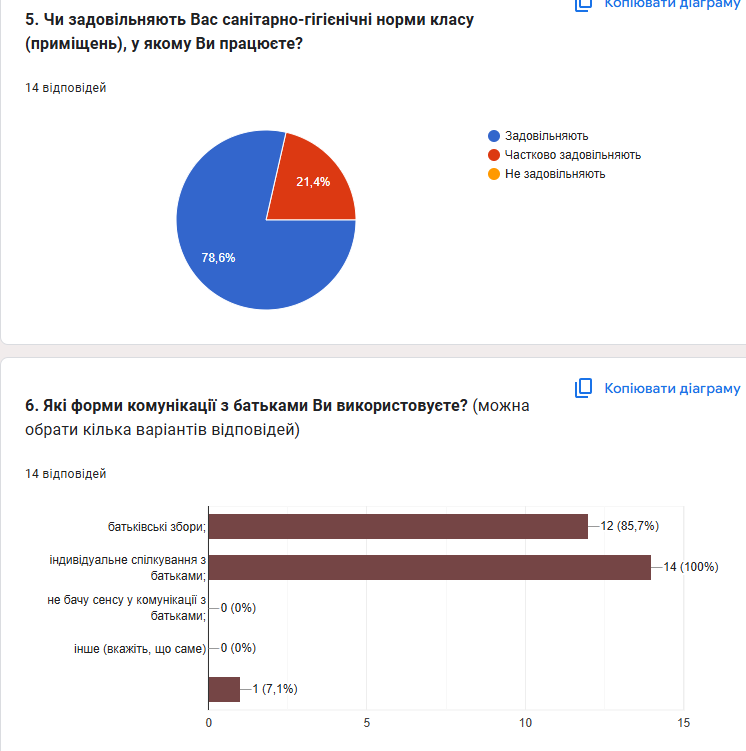 Копіювати діаграму
5. Чи задовільняють Вас санітарно-гігієнічні норми класу
(приміщень), у якому Ви працюєте?
14 відповідей
Задовільняють
Частково задовільняють
Не задовільняють
21,4%
78,6%
Копіювати діаграму
6. Які форми комунікації з батьками Ви використовуєте? (можна
обрати кілька варіантів відповідей)
14 відповідей
батьківські збори;
12 (85,7%)
індивідуальне спілкування з
батьками;
14 (100%)
не бачу сенсу у комунікації з
батьками;
0 (0%)
інше (вкажіть, що саме)
0 (0%)
1 (7,1%)
0 5 10 15